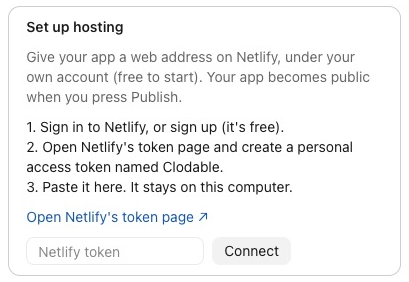 Set up hosting
Give your app a web address on Netlify, under your
own account (free to start). Your app becomes public
when you press Publish.
1. Sign in to Netlify, or sign up (it's free).
2. Open Netlify's token page and create a personal
access token named Clodable.
3. Paste it here. It stays on this computer.
Open Netlify's token page ↗
Netlify token
Connect